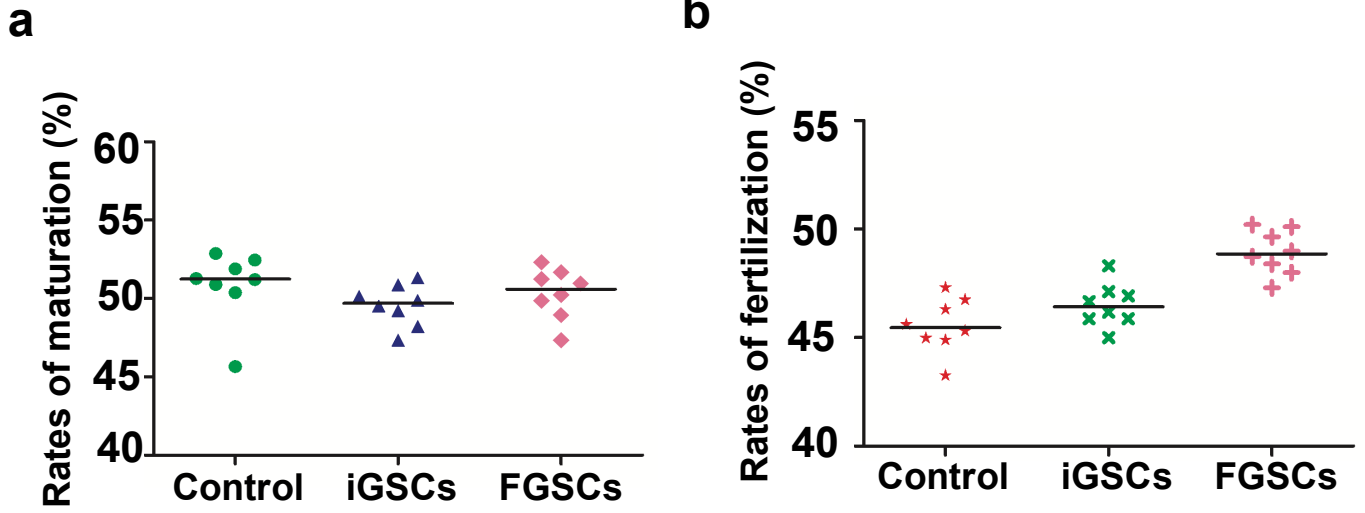 a
Rates of maturation (%)
60
55
50
45
40
Control iGSCs FGSCs
b
Rates of fertilization (%)
55
50
45
40
Control iGSCs FGSCs